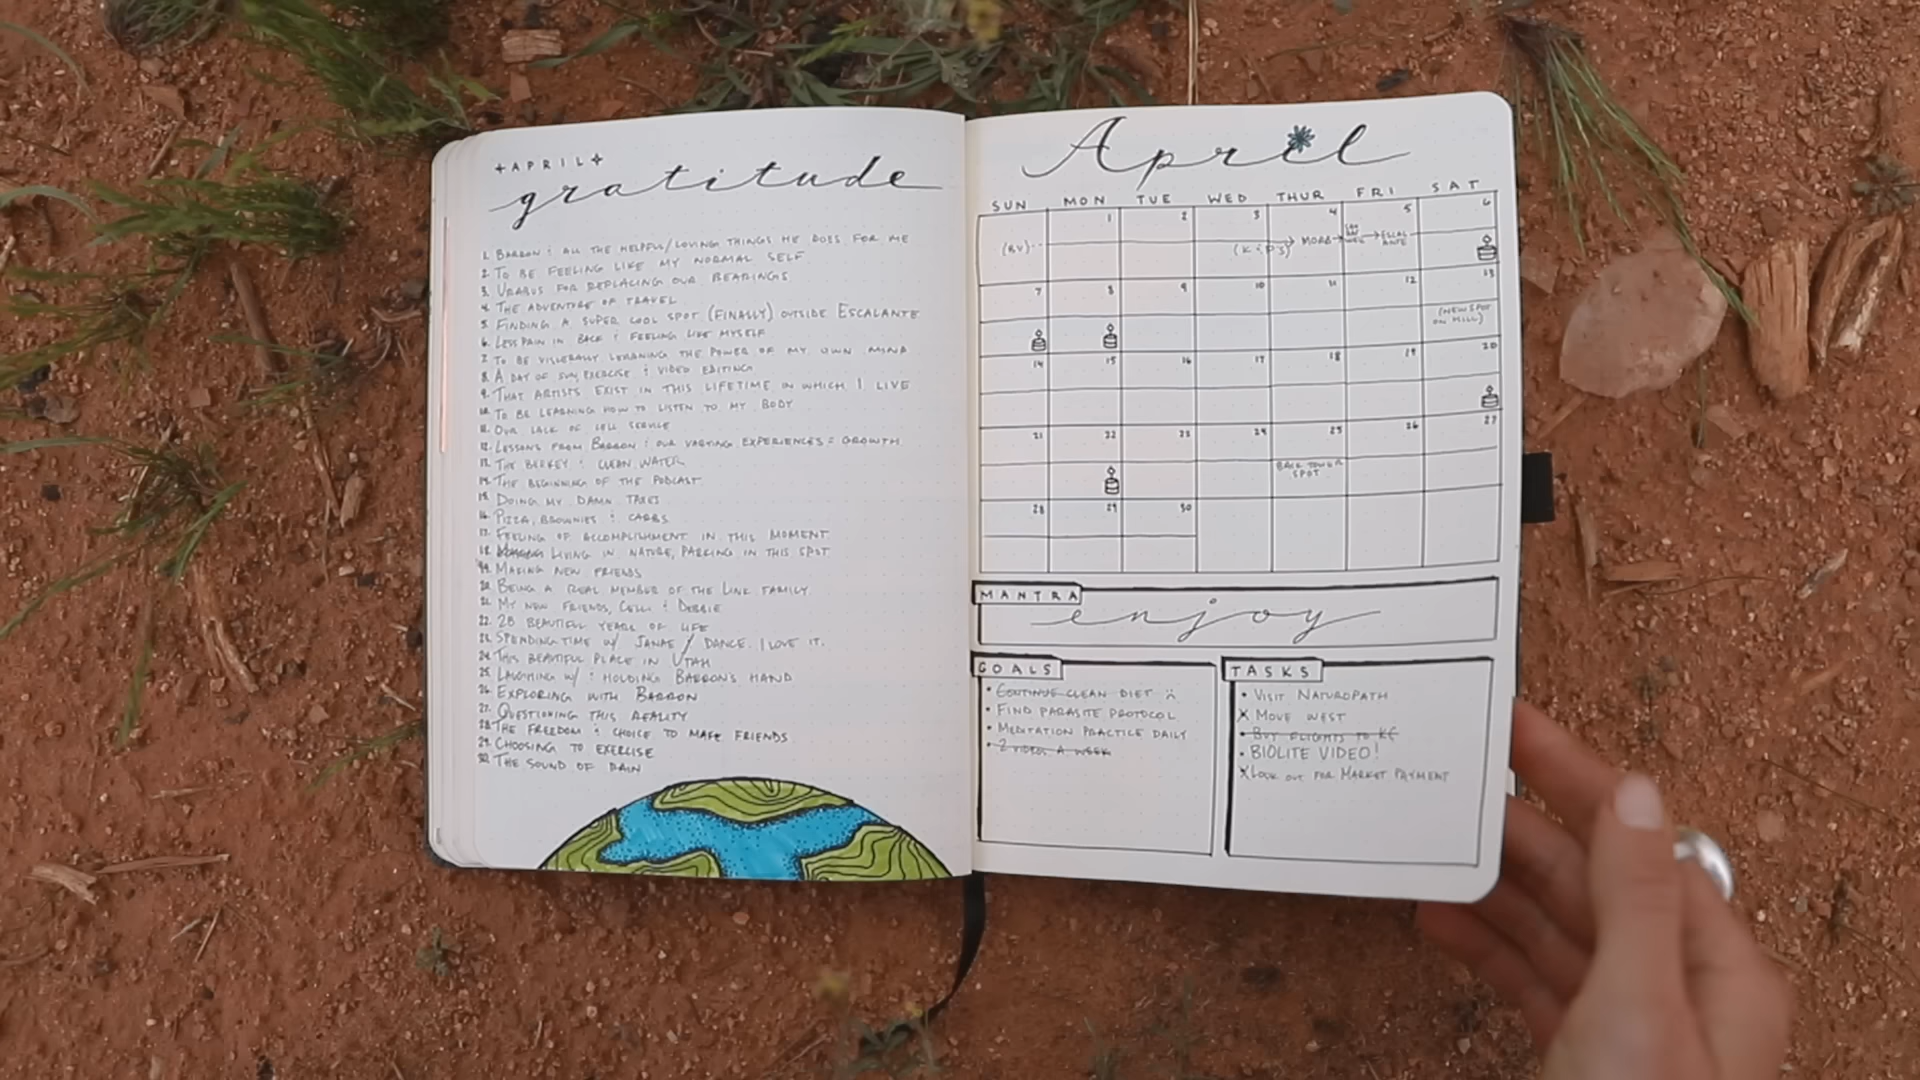 +APRIL+
gratitude
1. BARRON & ALL THE HELPFUL/LOVING THINGS HE DOES FOR ME
2. TO BE FEELING LIKE MY NORMAL SELF
3. URABUS FOR REPLACING OUR BEARINGS
4. THE ADVENTURE OF TRAVEL
5. FINDING A SUPER COOL SPOT (FINALLY) OUTSIDE ESCALANTE
6. LESS PAIN IN BACK & FEELING LIKE MYSELF
7. TO BE VISCERALLY LEARNING THE POWER OF MY OWN MIND
8. A DAY OF SUN, EXERCISE & VIDEO EDITING
9. THAT ARTISTS EXIST IN THIS LIFETIME IN WHICH I LIVE
10. TO BE LEARNING HOW TO LISTEN TO MY BODY
11. OUR LACK OF CELL SERVICE
12. LESSONS FROM BARRON & OUR VARYING EXPERIENCES = GROWTH
13. THE BERKEY & CLEAN WATER
14. THE BEGINNING OF THE PODCAST
15. DOING MY DAMN TAXES
16. PIZZA, BROWNIES & CARBS
17. FEELING OF ACCOMPLISHMENT IN THIS MOMENT
18. LIVING IN NATURE, PARKING IN THIS SPOT
19. MAKING NEW FRIENDS
20. BEING A REAL MEMBER OF THE LINK FAMILY
21. MY NEW FRIENDS, & DEBBIE
22. 28 BEAUTIFUL YEARS OF LIFE
23. SPENDING TIME W/ JANAE / DANCE. I LOVE IT.
24. THIS BEAUTIFUL PLACE IN UTAH
25. LAUGHING W/ & HOLDING BARRON'S HAND
26. EXPLORING WITH BARRON
27. QUESTIONING THIS REALITY
28. THE FREEDOM & CHOICE TO MAKE FRIENDS
29. CHOOSING TO EXERCISE
30. THE SOUND OF RAIN
April
SUN MON TUE WED THUR FRI SAT
1 2 3 4 5 6
(BV) (KiPS) MOAB ESCALANTE
7 8 9 10 11 12 13
(NEW SPOT
ON HILL)
14 15 16 17 18 19 20
21 22 23 24 25 26 27
BACK TOWER
SPOT
28 29 30
MANTRA
enjoy
GOALS
• CONTINUE CLEAN DIET
• FIND PARASITE PROTOCOL
• MEDITATION PRACTICE DAILY
• 2 VIDEOS A WEEK
TASKS
• VISIT NATUROPATH
X MOVE WEST
• BUY FLIGHTS TO KC
• BIOLITE VIDEO!
X LOOK OUT FOR MARKET PAYMENT